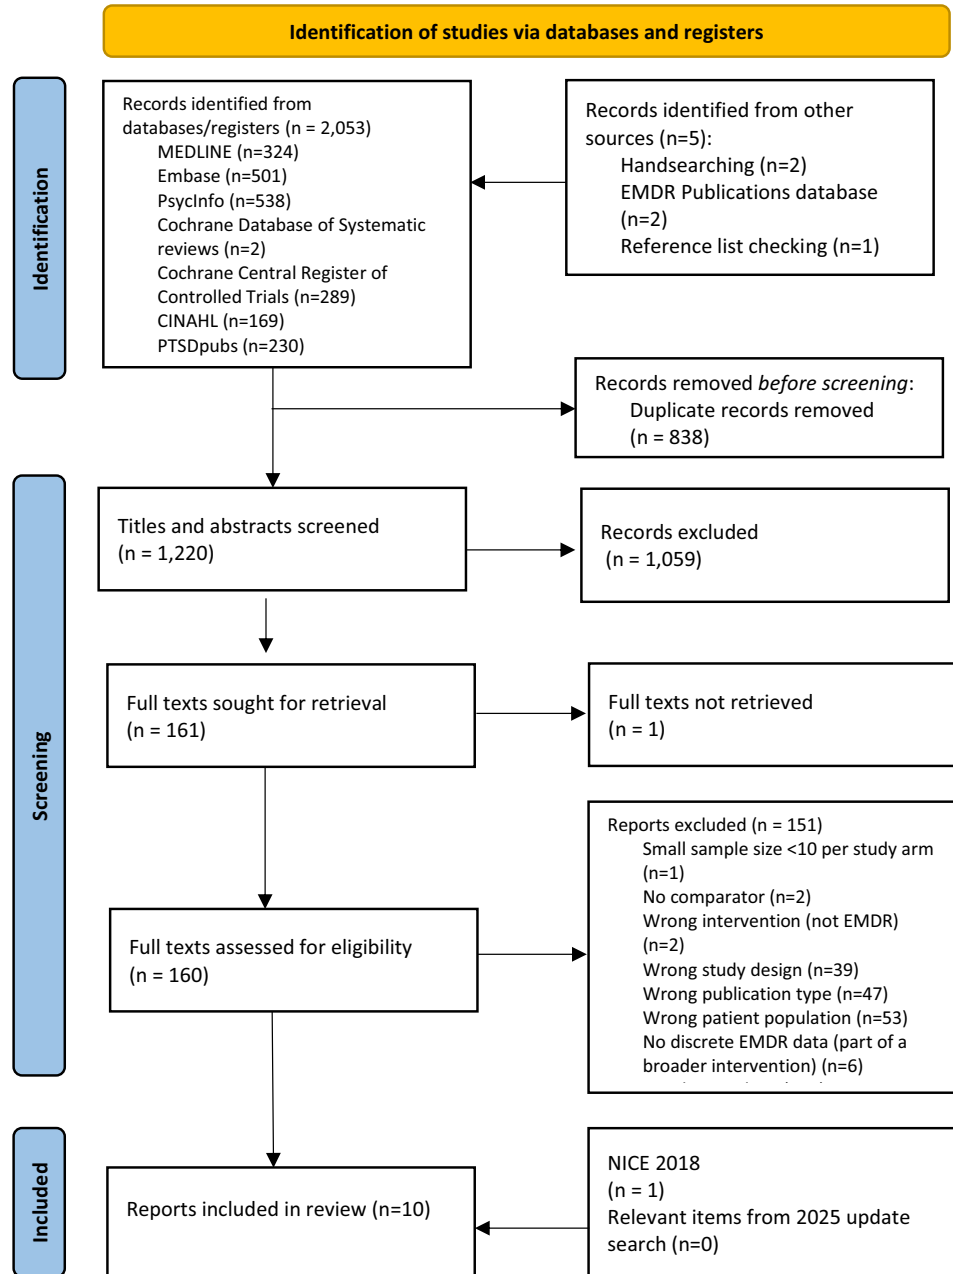 Identification of studies via databases and registers
Identification
Records identified from
databases/registers (n = 2,053)
MEDLINE (n=324)
Embase (n=501)
PsycInfo (n=538)
Cochrane Database of Systematic
reviews (n=2)
Cochrane Central Register of
Controlled Trials (n=289)
CINAHL (n=169)
PTSDpubs (n=230)
Records identified from other
sources (n=5):
Handsearching (n=2)
EMDR Publications database
(n=2)
Reference list checking (n=1)
Records removed before screening:
Duplicate records removed
(n = 838)
Screening
Titles and abstracts screened
(n = 1,220)
Records excluded
(n = 1,059)
Full texts sought for retrieval
(n = 161)
Full texts not retrieved
(n = 1)
Full texts assessed for eligibility
(n = 160)
Reports excluded (n = 151)
Small sample size <10 per study arm
(n=1)
No comparator (n=2)
Wrong intervention (not EMDR)
(n=2)
Wrong study design (n=39)
Wrong publication type (n=47)
Wrong patient population (n=53)
No discrete EMDR data (part of a
broader intervention) (n=6)
Included
Reports included in review (n=10)
NICE 2018
(n = 1)
Relevant items from 2025 update
search (n=0)